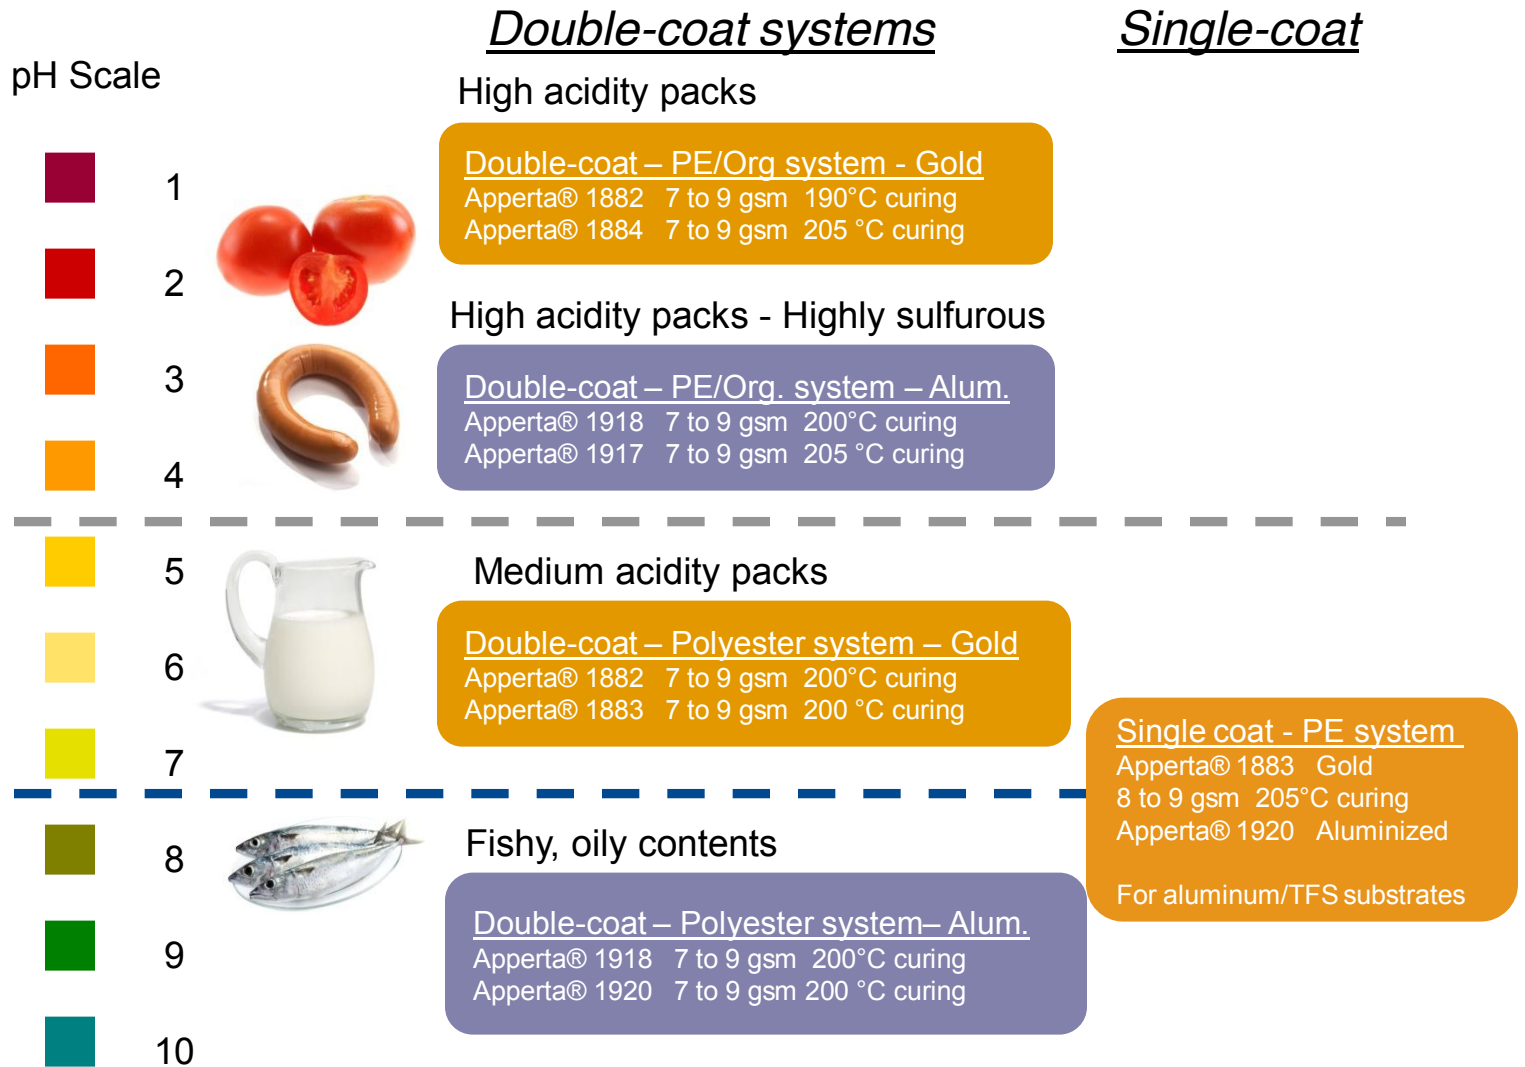 Double-coat systems
Single-coat
pH Scale
High acidity packs
Double-coat – PE/Org system - Gold
Apperta® 1882 7 to 9 gsm 190°C curing
Apperta® 1884 7 to 9 gsm 205 °C curing
1
2
High acidity packs - Highly sulfurous
Double-coat – PE/Org. system – Alum.
Apperta® 1918 7 to 9 gsm 200°C curing
Apperta® 1917 7 to 9 gsm 205 °C curing
3
4
5
Medium acidity packs
Double-coat – Polyester system – Gold
Apperta® 1882 7 to 9 gsm 200°C curing
Apperta® 1883 7 to 9 gsm 200 °C curing
6
7
Single coat - PE system
Apperta® 1883 Gold
8 to 9 gsm 205°C curing
Apperta® 1920 Aluminized
For aluminum/TFS substrates
8
Fishy, oily contents
Double-coat – Polyester system– Alum.
Apperta® 1918 7 to 9 gsm 200°C curing
Apperta® 1920 7 to 9 gsm 200 °C curing
9
10